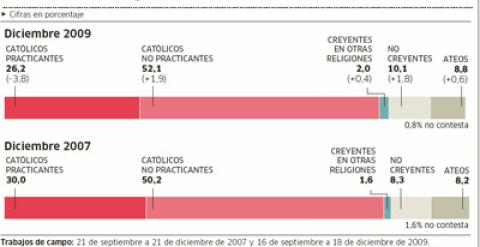 ▸ Cifras en porcentaje
Diciembre 2009
CATÓLICOS PRACTICANTES
26,2
(-3,8)
CATÓLICOS NO PRACTICANTES
52,1
(+1,9)
CREYENTES EN OTRAS RELIGIONES
2,0
(+0,4)
NO CREYENTES
10,1
(+1,8)
ATEOS
8,8
(+0,6)
0,8% no contesta
Diciembre 2007
CATÓLICOS PRACTICANTES
30,0
CATÓLICOS NO PRACTICANTES
50,2
CREYENTES EN OTRAS RELIGIONES
1,6
NO CREYENTES
8,3
ATEOS
8,2
1,6% no contesta
Trabajos de campo: 21 de septiembre a 21 de diciembre de 2007 y 16 de septiembre a 18 de diciembre de 2009.